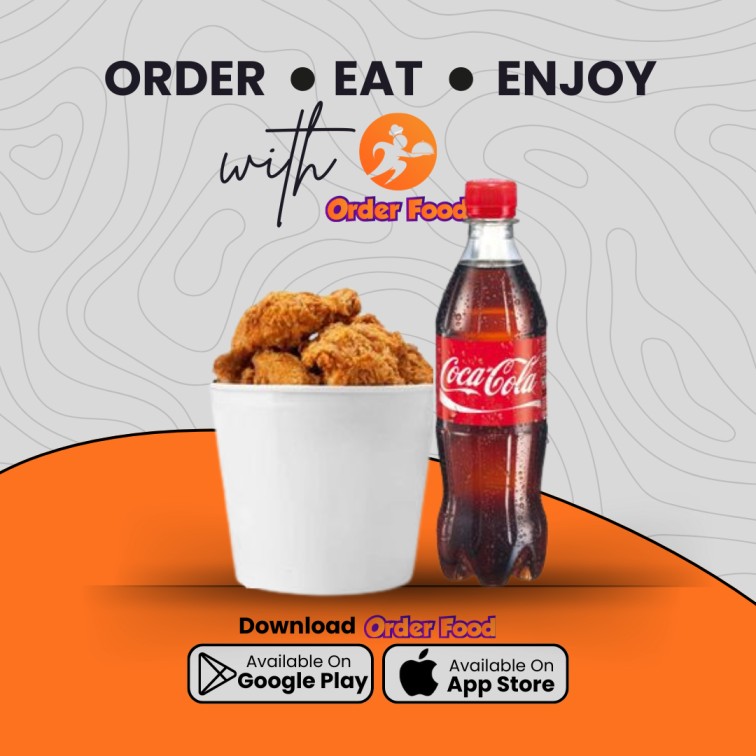 ORDER • EAT • ENJOY
with
Order Food
Coca-Cola
Download Order Food
Available On
Google Play
Available On
App Store